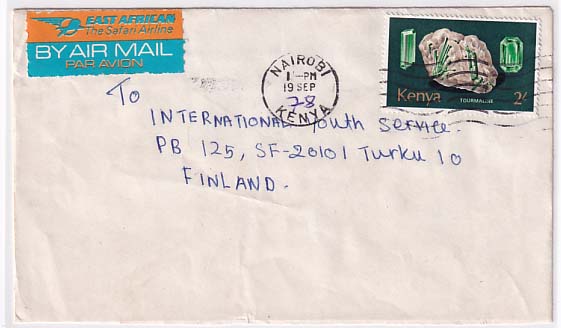 EAST AFRICAN
The Safari Airline
BY AIR MAIL
PAR AVION
NAIROBI
-PM
19 SEP
78
KENYA
Kenya
TOURMALINE
2/-
To
INTERNATIONAL Youth Service.
PB 125, SF-20101 Turku 10
FINLAND.